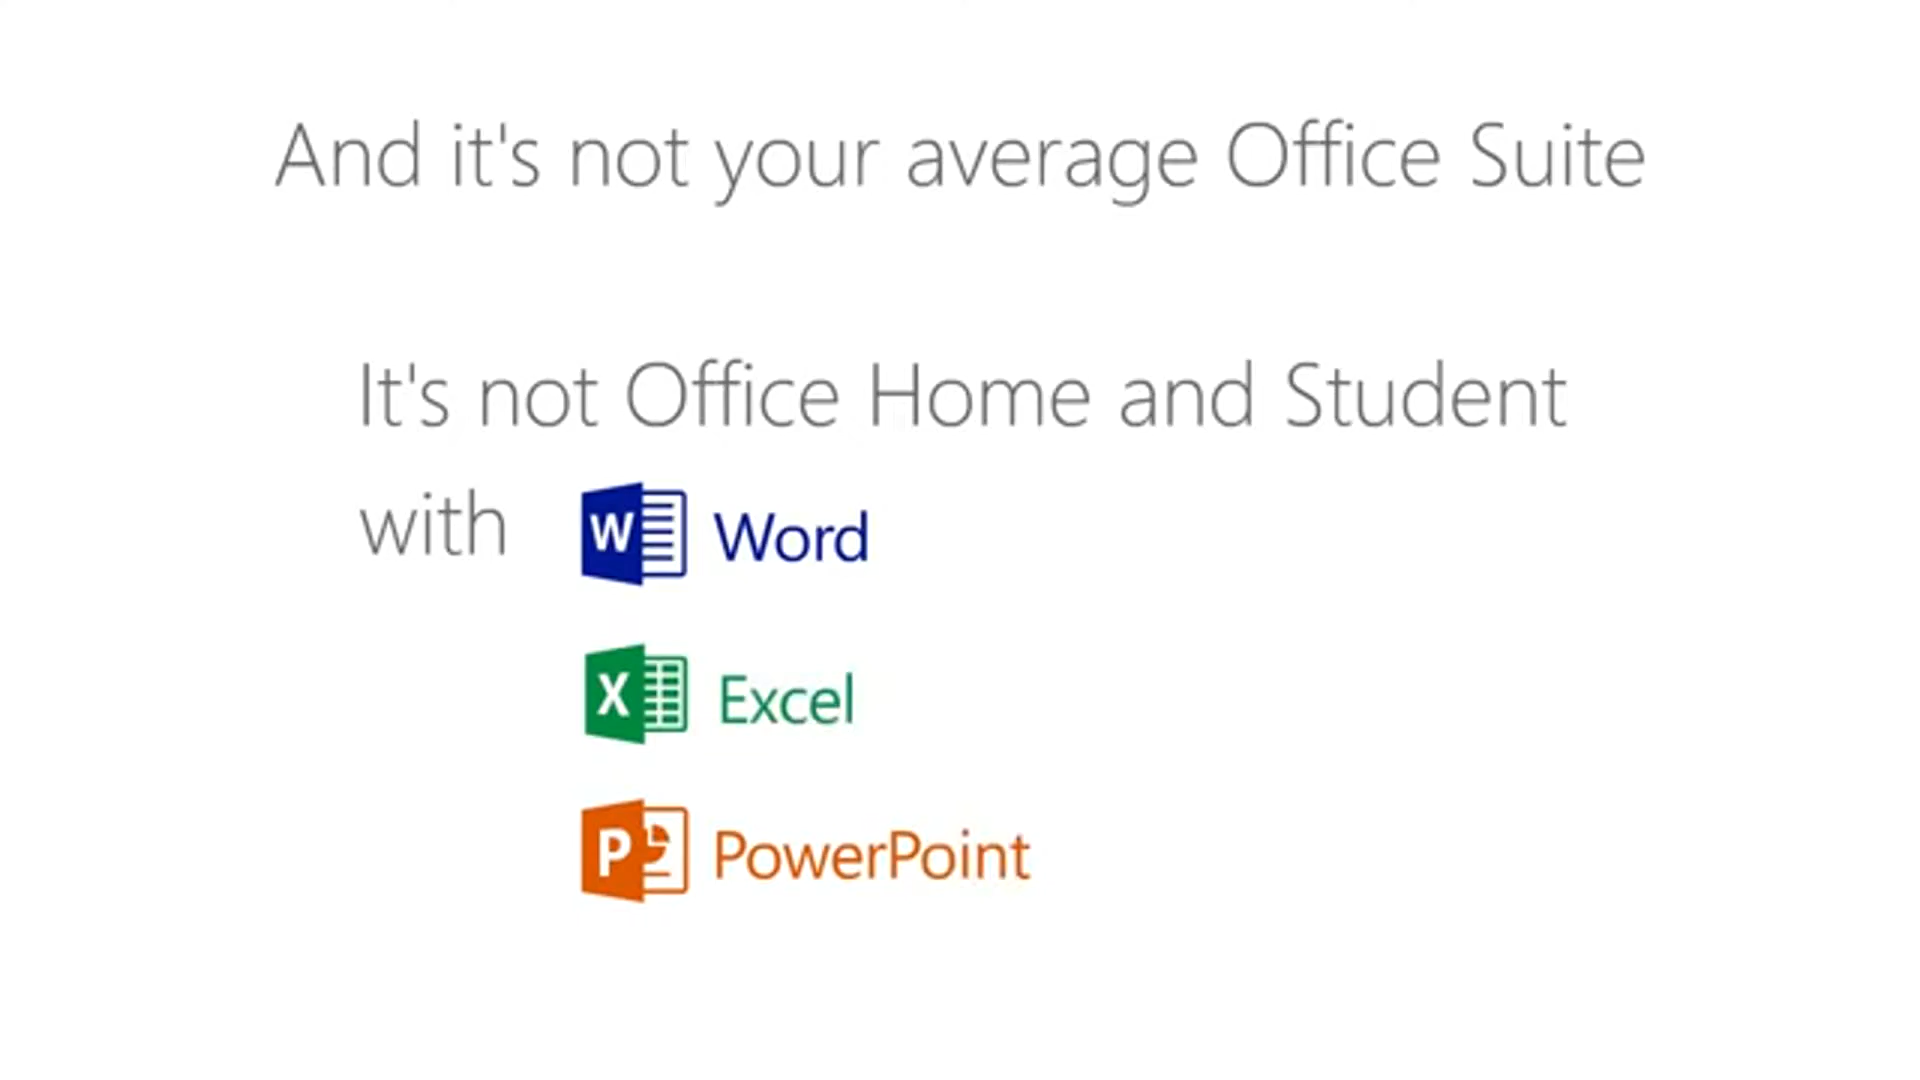 And it's not your average Office Suite
It's not Office Home and Student
with W Word
X Excel
P PowerPoint